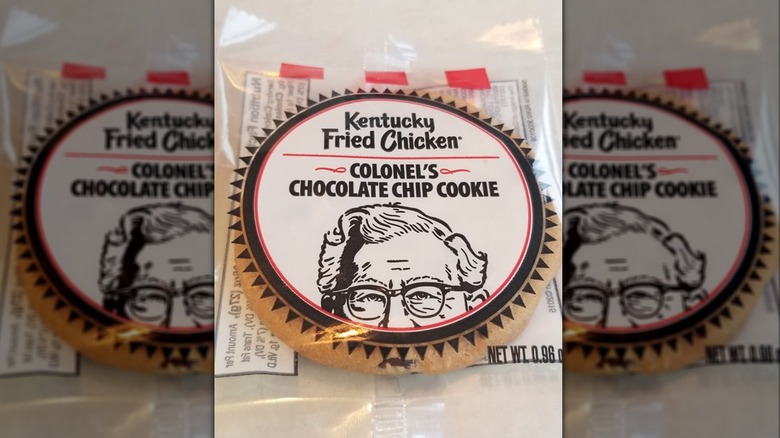 Kentucky
Fried Chicken
COLONEL'S
CHOCOLATE CHIP COOKIE
NET WT. 0.96